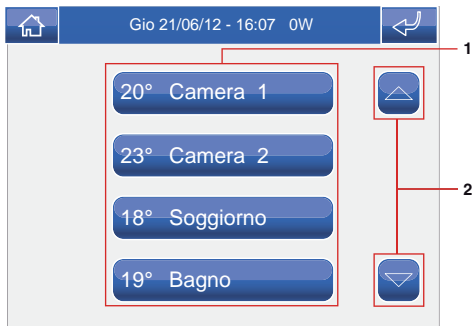 Gio 21/06/12 - 16:07 0W
1
20° Camera 1
23° Camera 2
2
18° Soggiorno
19° Bagno